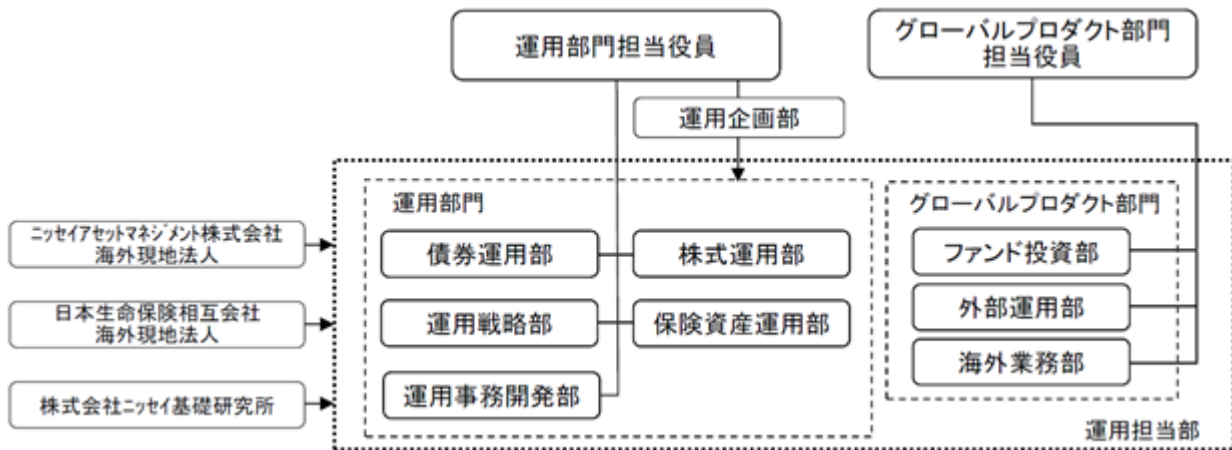 運用部門担当役員
グローバルプロダクト部門
担当役員
運用企画部
運用部門
グローバルプロダクト部門
ニッセイアセットマネジメント株式会社
海外現地法人
債券運用部
株式運用部
ファンド投資部
日本生命保険相互会社
海外現地法人
運用戦略部
保険資産運用部
外部運用部
海外業務部
株式会社ニッセイ基礎研究所
運用事務開発部
運用担当部